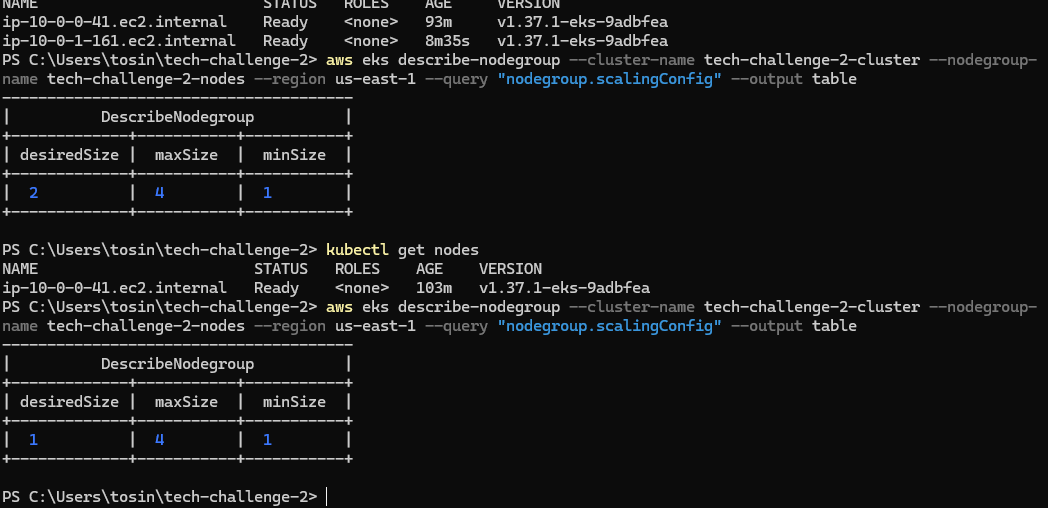 NAME                        STATUS   ROLES    AGE     VERSION
ip-10-0-0-41.ec2.internal    Ready    <none>   93m     v1.37.1-eks-9adbfea
ip-10-0-1-161.ec2.internal   Ready    <none>   8m35s   v1.37.1-eks-9adbfea
PS C:\Users\tosin\tech-challenge-2> aws eks describe-nodegroup --cluster-name tech-challenge-2-cluster --nodegroup-
name tech-challenge-2-nodes --region us-east-1 --query "nodegroup.scalingConfig" --output table
---------------------------------------
|          DescribeNodegroup          |
+-------------+-----------+-----------+
| desiredSize |  maxSize  |  minSize  |
+-------------+-----------+-----------+
|  2          |  4        |  1        |
+-------------+-----------+-----------+
PS C:\Users\tosin\tech-challenge-2> kubectl get nodes
NAME                        STATUS   ROLES    AGE    VERSION
ip-10-0-0-41.ec2.internal   Ready    <none>   103m   v1.37.1-eks-9adbfea
PS C:\Users\tosin\tech-challenge-2> aws eks describe-nodegroup --cluster-name tech-challenge-2-cluster --nodegroup-
name tech-challenge-2-nodes --region us-east-1 --query "nodegroup.scalingConfig" --output table
---------------------------------------
|          DescribeNodegroup          |
+-------------+-----------+-----------+
| desiredSize |  maxSize  |  minSize  |
+-------------+-----------+-----------+
|  1          |  4        |  1        |
+-------------+-----------+-----------+
PS C:\Users\tosin\tech-challenge-2>